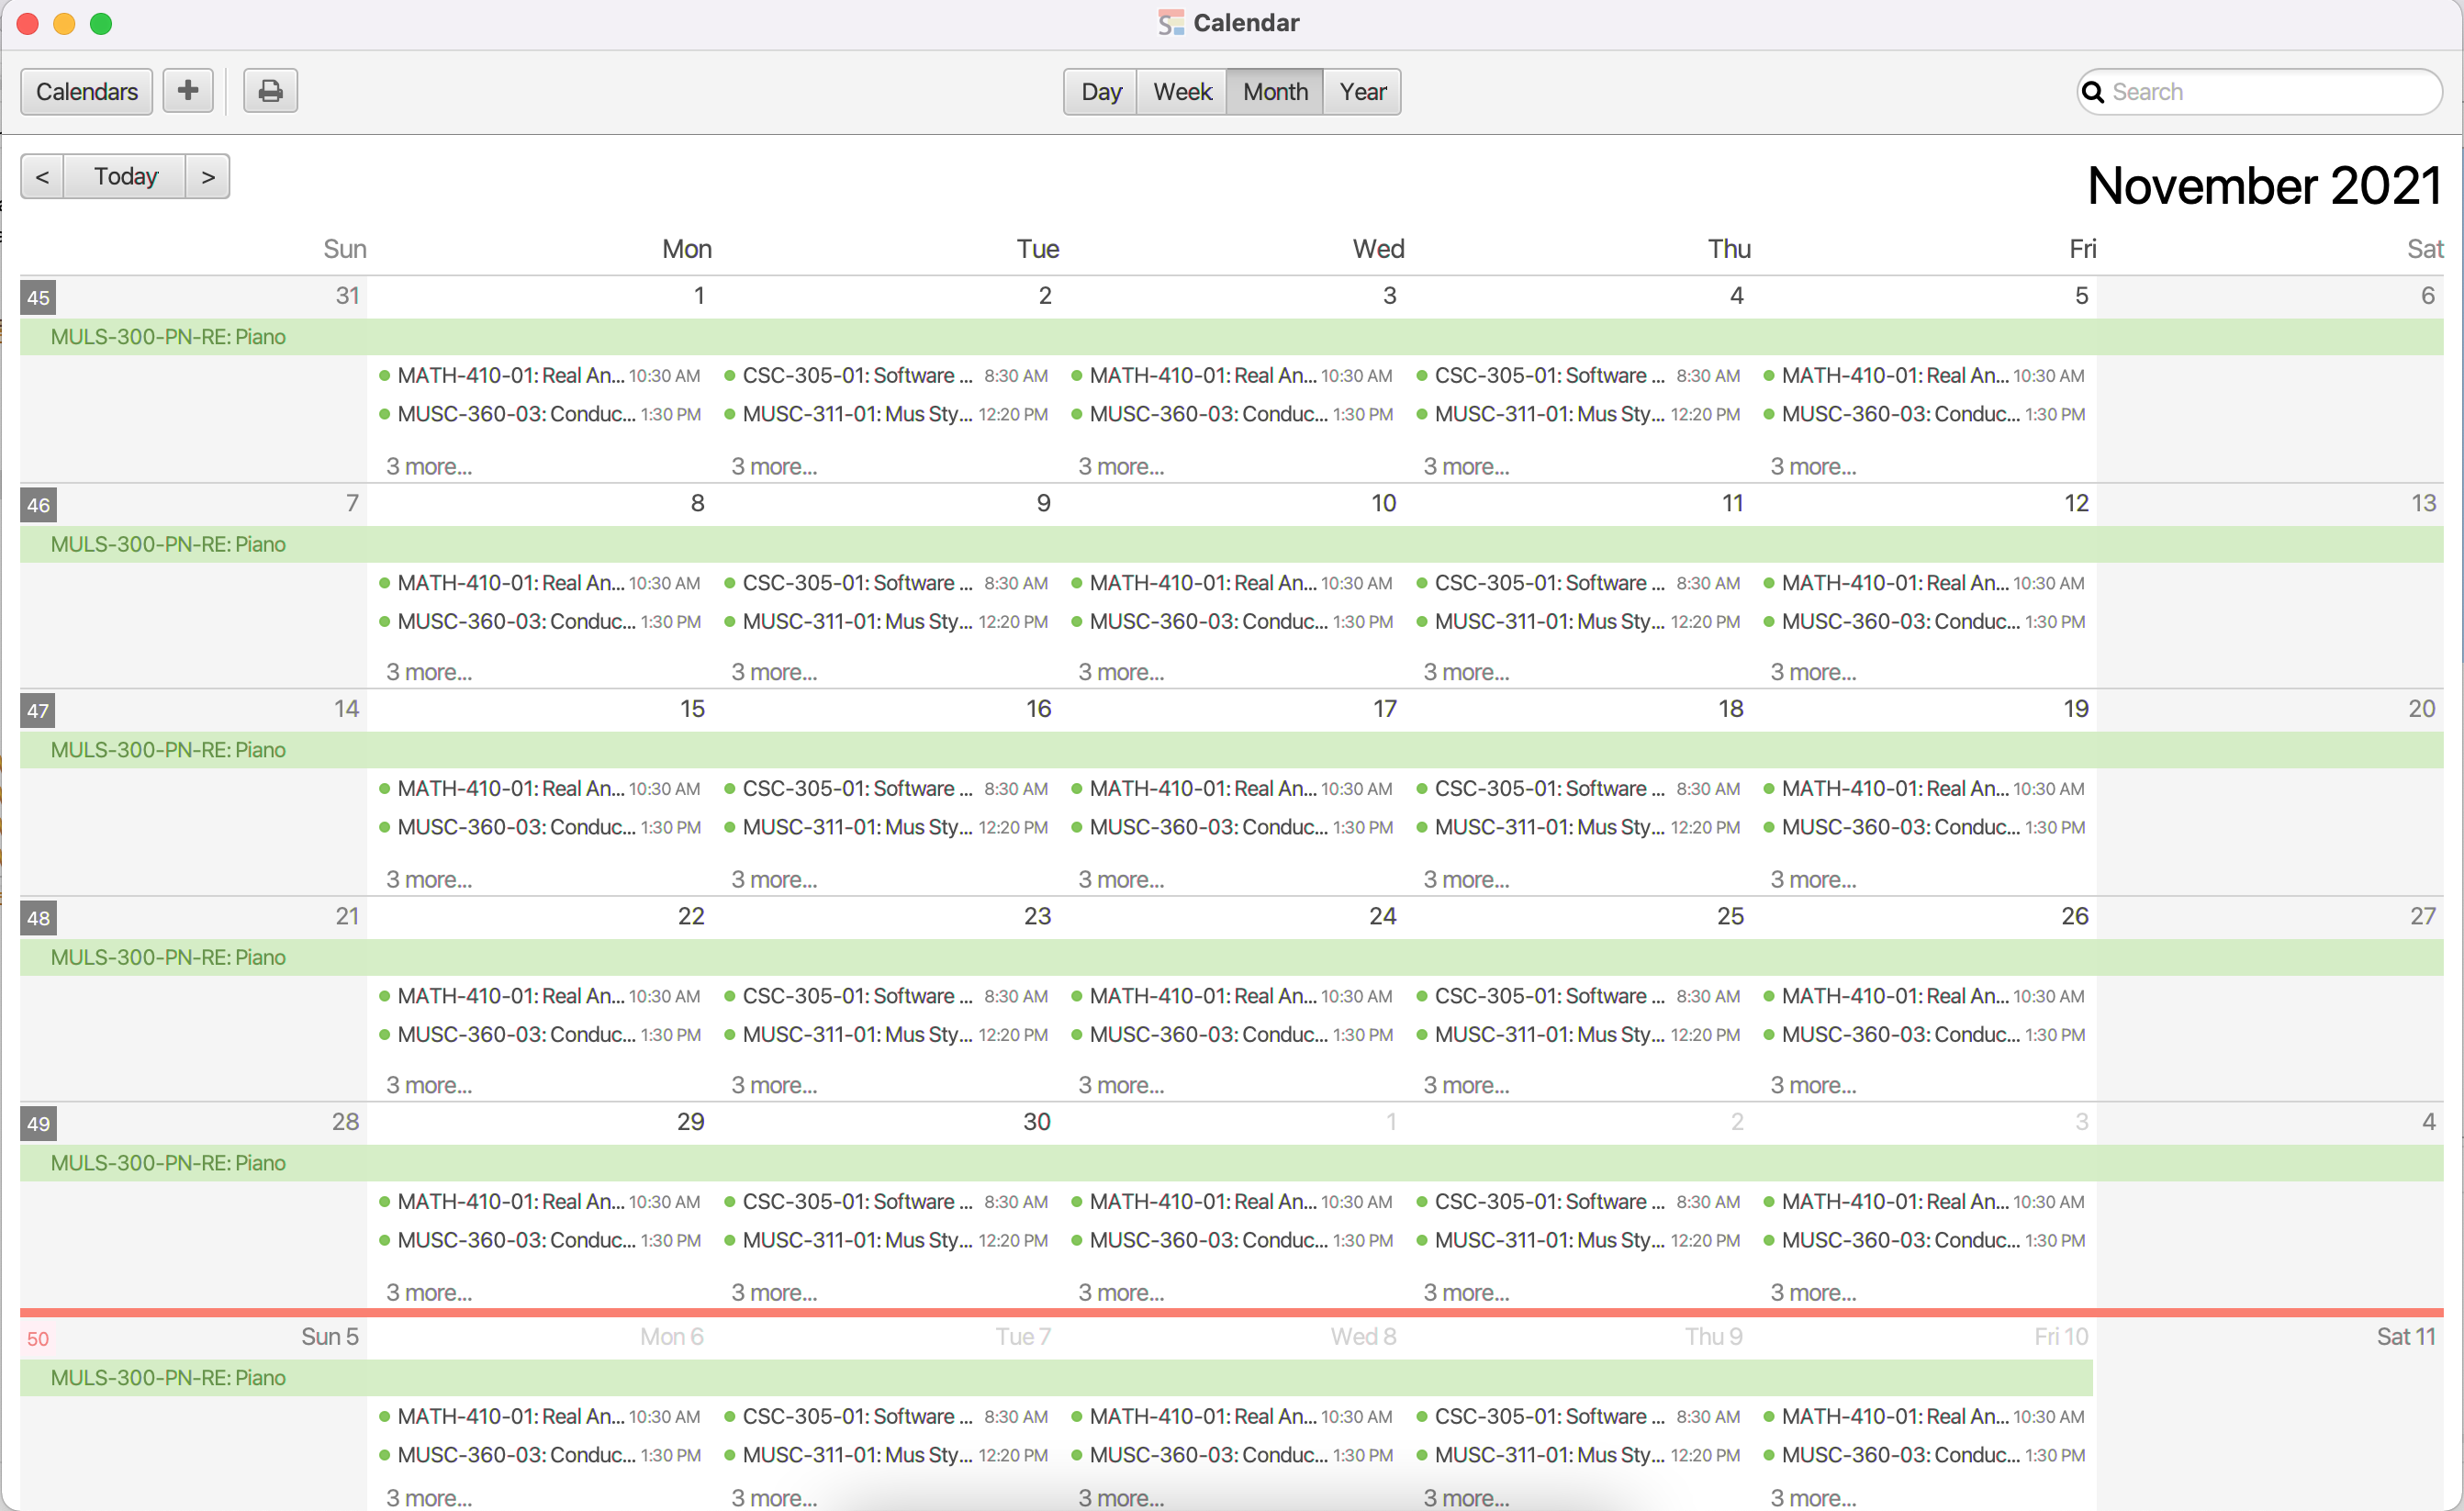 Calendar
Calendars + Day Week Month Year Search
< Today > November 2021
Sun Mon Tue Wed Thu Fri Sat
45 31 1 2 3 4 5 6
MULS-300-PN-RE: Piano
MATH-410-01: Real An... 10:30 AM CSC-305-01: Software ... 8:30 AM MATH-410-01: Real An... 10:30 AM CSC-305-01: Software ... 8:30 AM MATH-410-01: Real An... 10:30 AM
MUSC-360-03: Conduc... 1:30 PM MUSC-311-01: Mus Sty... 12:20 PM MUSC-360-03: Conduc... 1:30 PM MUSC-311-01: Mus Sty... 12:20 PM MUSC-360-03: Conduc... 1:30 PM
3 more... 3 more... 3 more... 3 more... 3 more...
46 7 8 9 10 11 12 13
MULS-300-PN-RE: Piano
MATH-410-01: Real An... 10:30 AM CSC-305-01: Software ... 8:30 AM MATH-410-01: Real An... 10:30 AM CSC-305-01: Software ... 8:30 AM MATH-410-01: Real An... 10:30 AM
MUSC-360-03: Conduc... 1:30 PM MUSC-311-01: Mus Sty... 12:20 PM MUSC-360-03: Conduc... 1:30 PM MUSC-311-01: Mus Sty... 12:20 PM MUSC-360-03: Conduc... 1:30 PM
3 more... 3 more... 3 more... 3 more... 3 more...
47 14 15 16 17 18 19 20
MULS-300-PN-RE: Piano
MATH-410-01: Real An... 10:30 AM CSC-305-01: Software ... 8:30 AM MATH-410-01: Real An... 10:30 AM CSC-305-01: Software ... 8:30 AM MATH-410-01: Real An... 10:30 AM
MUSC-360-03: Conduc... 1:30 PM MUSC-311-01: Mus Sty... 12:20 PM MUSC-360-03: Conduc... 1:30 PM MUSC-311-01: Mus Sty... 12:20 PM MUSC-360-03: Conduc... 1:30 PM
3 more... 3 more... 3 more... 3 more... 3 more...
48 21 22 23 24 25 26 27
MULS-300-PN-RE: Piano
MATH-410-01: Real An... 10:30 AM CSC-305-01: Software ... 8:30 AM MATH-410-01: Real An... 10:30 AM CSC-305-01: Software ... 8:30 AM MATH-410-01: Real An... 10:30 AM
MUSC-360-03: Conduc... 1:30 PM MUSC-311-01: Mus Sty... 12:20 PM MUSC-360-03: Conduc... 1:30 PM MUSC-311-01: Mus Sty... 12:20 PM MUSC-360-03: Conduc... 1:30 PM
3 more... 3 more... 3 more... 3 more... 3 more...
49 28 29 30 1 2 3 4
MULS-300-PN-RE: Piano
MATH-410-01: Real An... 10:30 AM CSC-305-01: Software ... 8:30 AM MATH-410-01: Real An... 10:30 AM CSC-305-01: Software ... 8:30 AM MATH-410-01: Real An... 10:30 AM
MUSC-360-03: Conduc... 1:30 PM MUSC-311-01: Mus Sty... 12:20 PM MUSC-360-03: Conduc... 1:30 PM MUSC-311-01: Mus Sty... 12:20 PM MUSC-360-03: Conduc... 1:30 PM
3 more... 3 more... 3 more... 3 more... 3 more...
50 Sun 5 Mon 6 Tue 7 Wed 8 Thu 9 Fri 10 Sat 11
MULS-300-PN-RE: Piano
MATH-410-01: Real An... 10:30 AM CSC-305-01: Software ... 8:30 AM MATH-410-01: Real An... 10:30 AM CSC-305-01: Software ... 8:30 AM MATH-410-01: Real An... 10:30 AM
MUSC-360-03: Conduc... 1:30 PM MUSC-311-01: Mus Sty... 12:20 PM MUSC-360-03: Conduc... 1:30 PM MUSC-311-01: Mus Sty... 12:20 PM MUSC-360-03: Conduc... 1:30 PM
3 more... 3 more... 3 more... 3 more... 3 more...